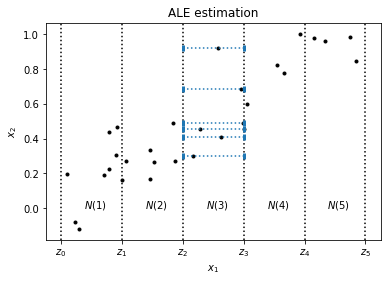 ALE estimation
1.0
0.8
0.6
0.4
0.2
0.0
x₂
N(1)
N(2)
N(3)
N(4)
N(5)
z₀
z₁
z₂
z₃
z₄
z₅
x₁